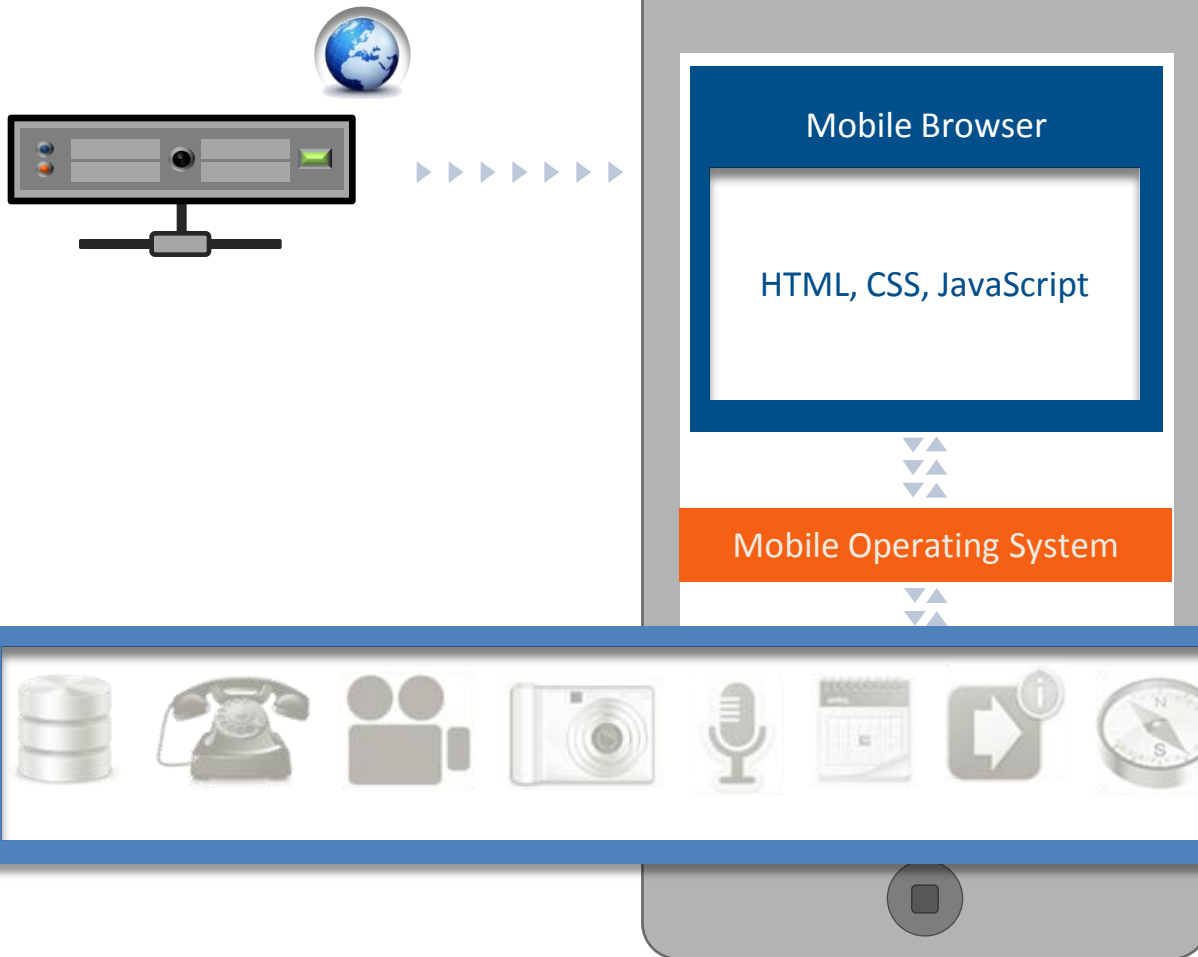 Mobile Browser
HTML, CSS, JavaScript
Mobile Operating System
i
N
S